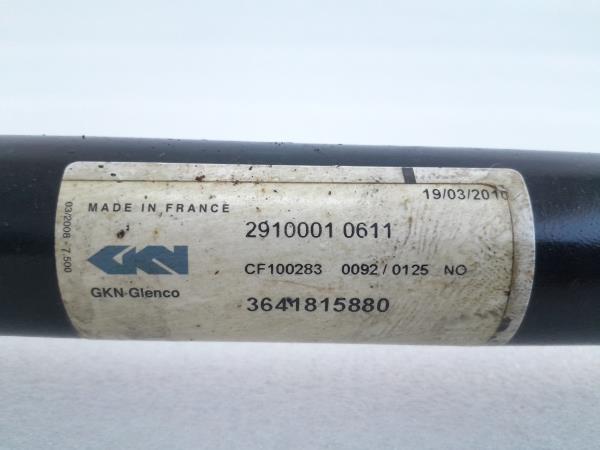 19/03/2010
MADE IN FRANCE
03/2008 - 7.500
2910001 0611
GKN
CF100283 0092 / 0125 NO
GKN Glenco
3641815880